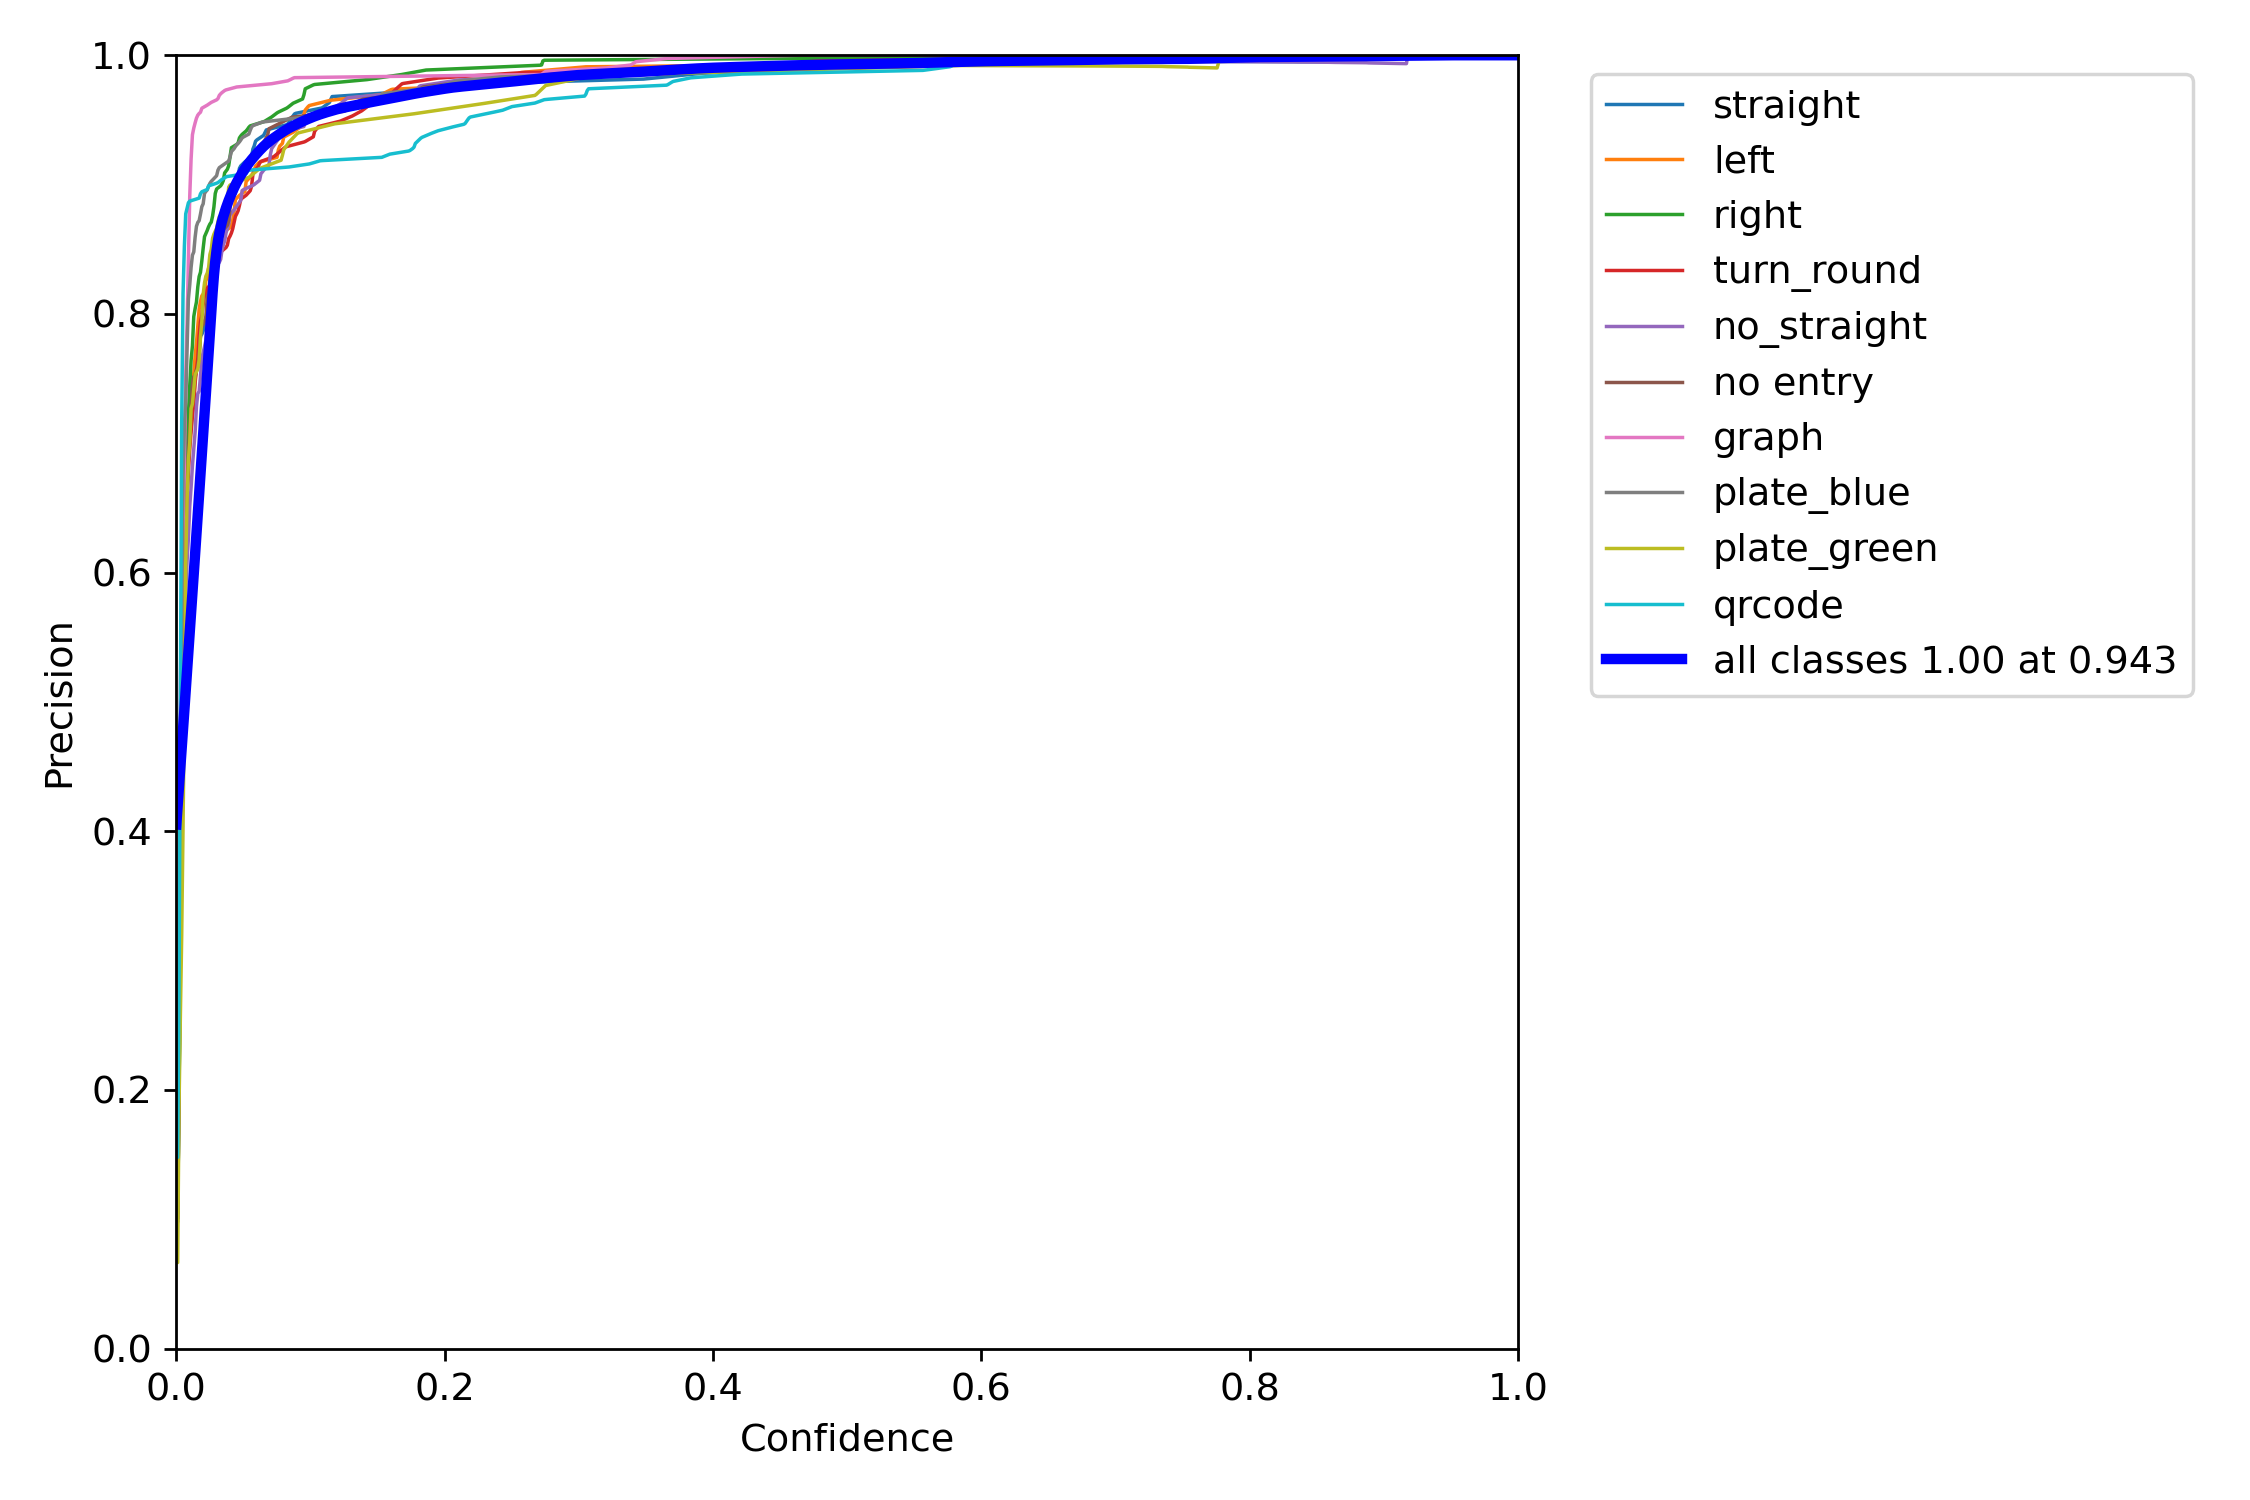 1.0
0.8
0.6
0.4
0.2
0.0
Precision
0.0 0.2 0.4 0.6 0.8 1.0
Confidence
straight
left
right
turn_round
no_straight
no entry
graph
plate_blue
plate_green
qrcode
all classes 1.00 at 0.943